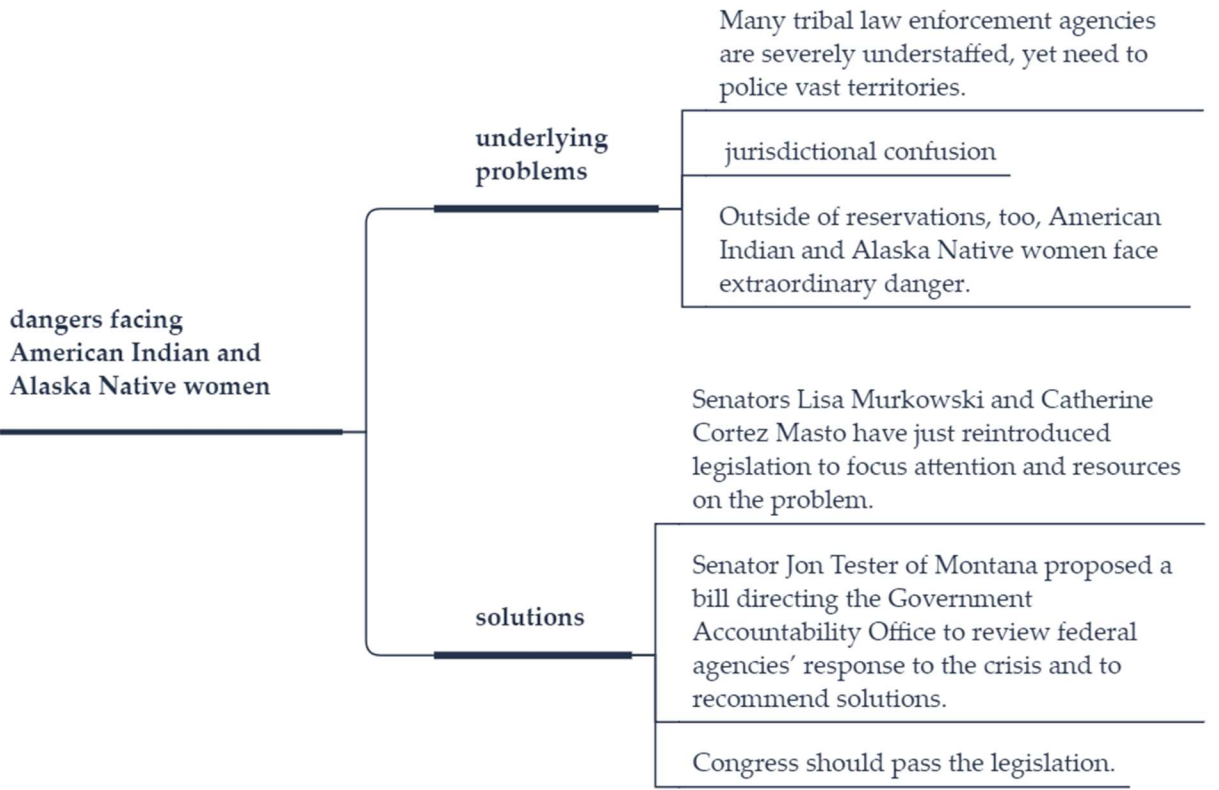 dangers facing
American Indian and
Alaska Native women
underlying
problems
Many tribal law enforcement agencies
are severely understaffed, yet need to
police vast territories.
jurisdictional confusion
Outside of reservations, too, American
Indian and Alaska Native women face
extraordinary danger.
solutions
Senators Lisa Murkowski and Catherine
Cortez Masto have just reintroduced
legislation to focus attention and resources
on the problem.
Senator Jon Tester of Montana proposed a
bill directing the Government
Accountability Office to review federal
agencies’ response to the crisis and to
recommend solutions.
Congress should pass the legislation.